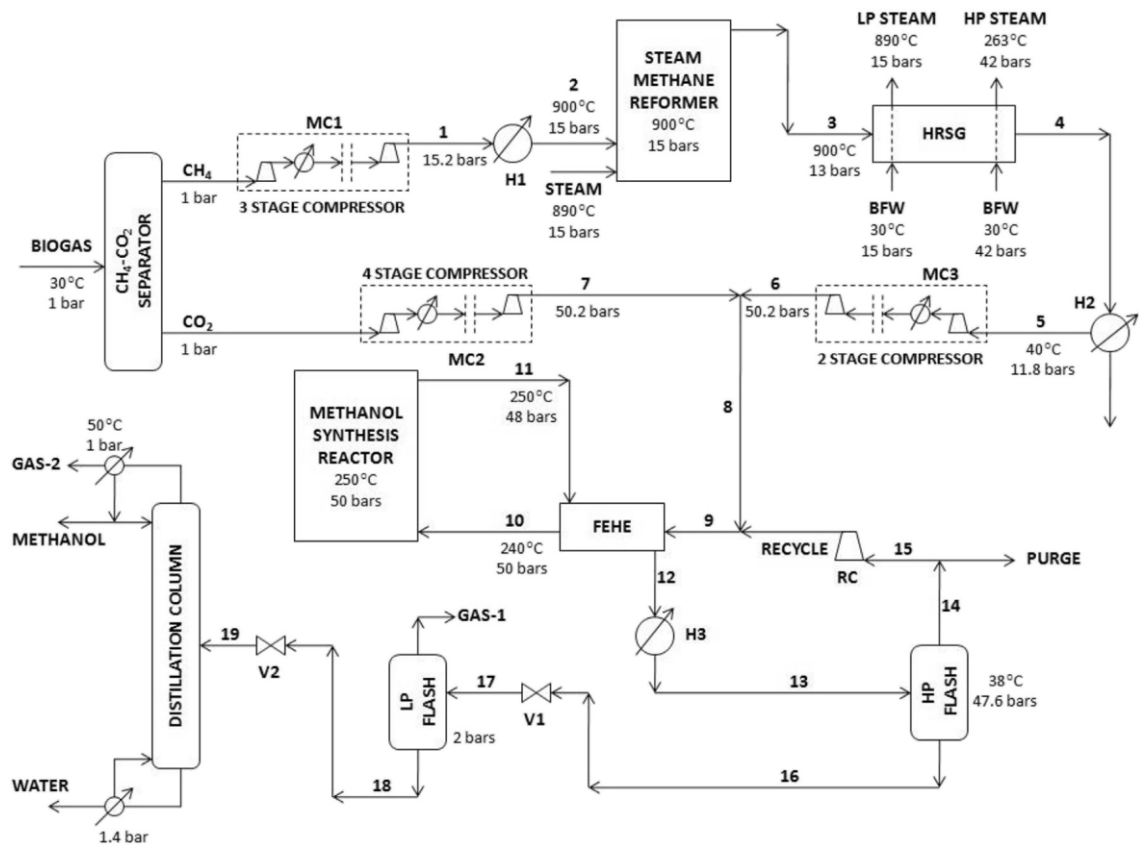 LP STEAM
890°C
15 bars
HP STEAM
263°C
42 bars
2
900°C
15 bars
STEAM
METHANE
REFORMER
900°C
15 bars
MC1
1
15.2 bars
H1
3
900°C
13 bars
HRSG
4
CH₄
1 bar
3 STAGE COMPRESSOR
STEAM
890°C
15 bars
BFW
30°C
15 bars
BFW
30°C
42 bars
BIOGAS
30°C
1 bar
CH₄-CO₂
SEPARATOR
4 STAGE COMPRESSOR
7
50.2 bars
6
50.2 bars
MC3
H2
CO₂
1 bar
MC2
2 STAGE COMPRESSOR
5
40°C
11.8 bars
11
250°C
48 bars
8
METHANOL
SYNTHESIS
REACTOR
250°C
50 bars
50°C
1 bar
GAS-2
METHANOL
10
240°C
50 bars
FEHE
9
RECYCLE
RC
15
PURGE
12
14
DISTILLATION COLUMN
GAS-1
H3
19
V2
LP
FLASH
2 bars
17
V1
13
HP
FLASH
38°C
47.6 bars
16
18
WATER
1.4 bar